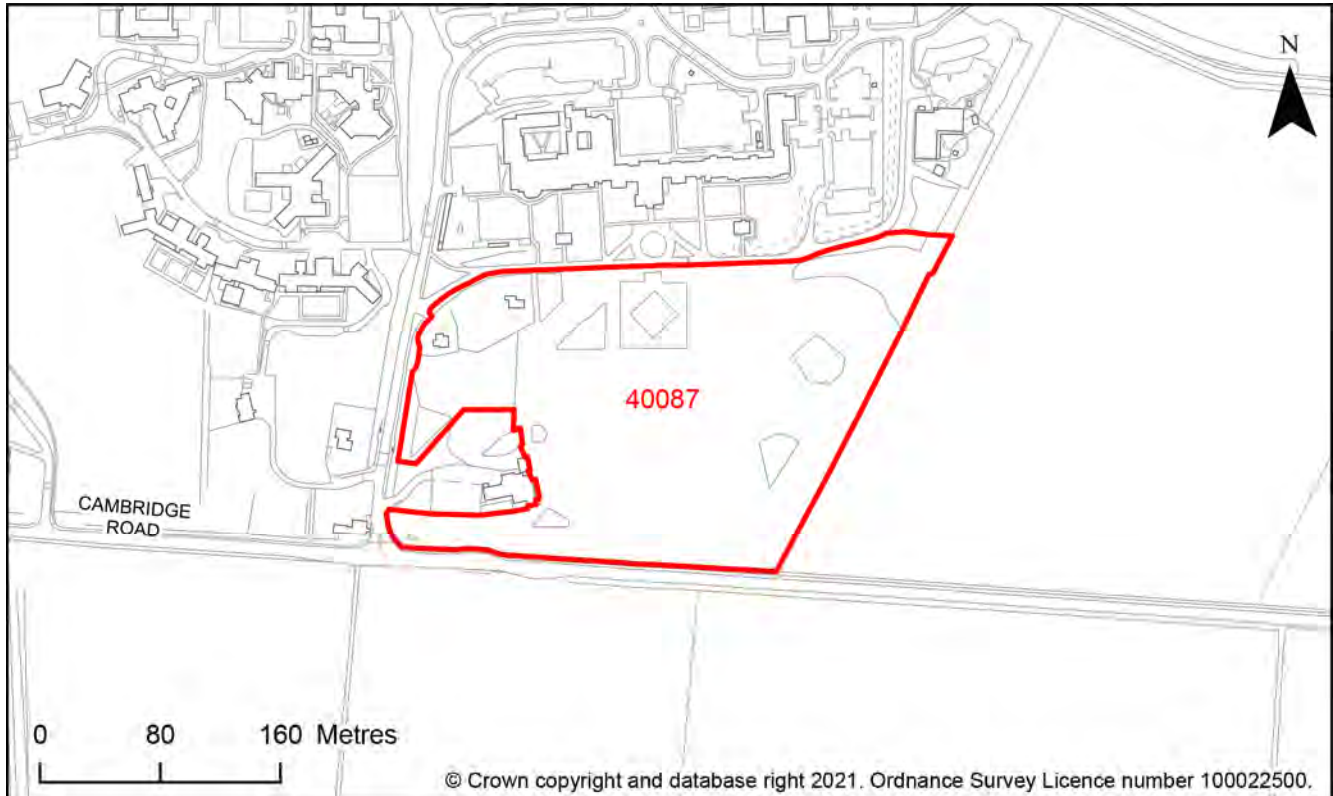 N
40087
CAMBRIDGE
ROAD
0 80 160 Metres
© Crown copyright and database right 2021. Ordnance Survey Licence number 100022500.